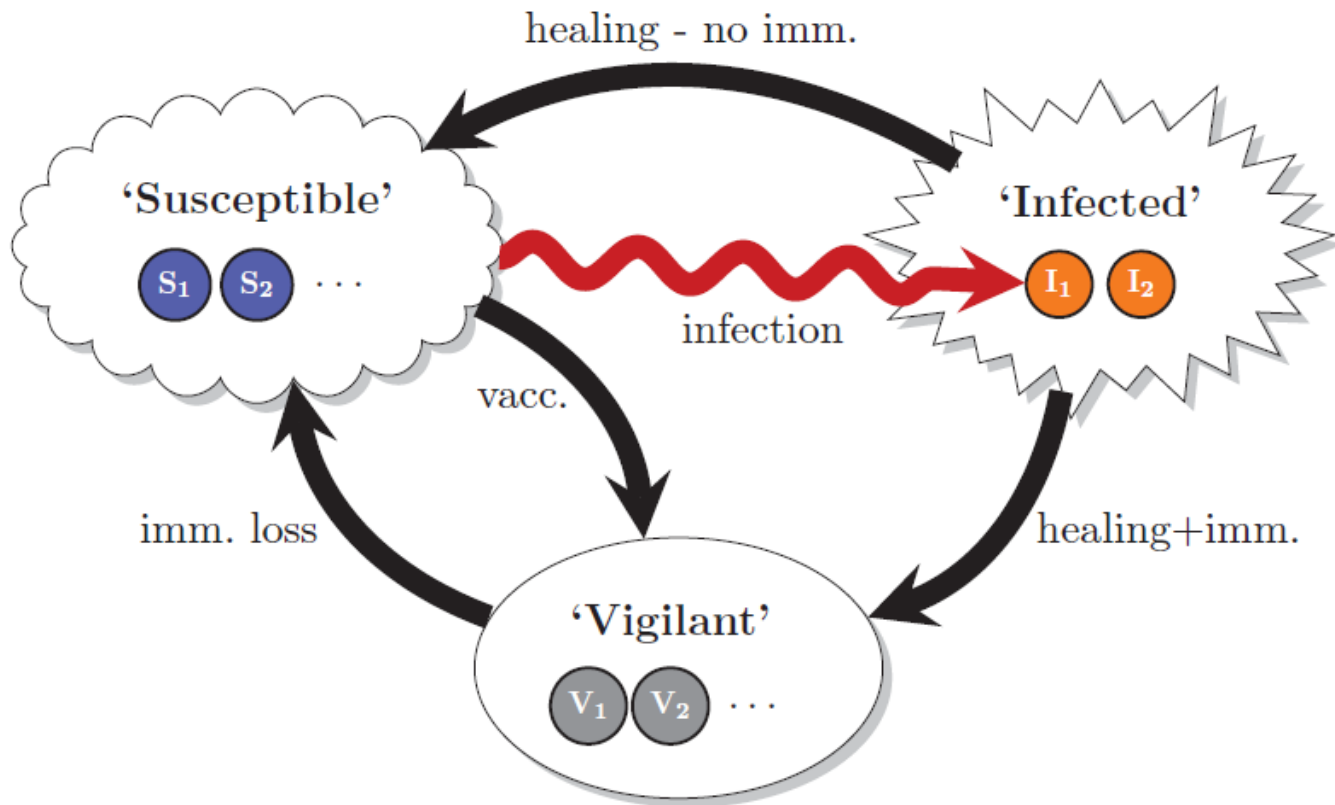 healing - no imm.
‘Susceptible’
‘Infected’
S1 S2 ...
I1 I2
infection
vacc.
imm. loss
healing+imm.
‘Vigilant’
V1 V2 ...